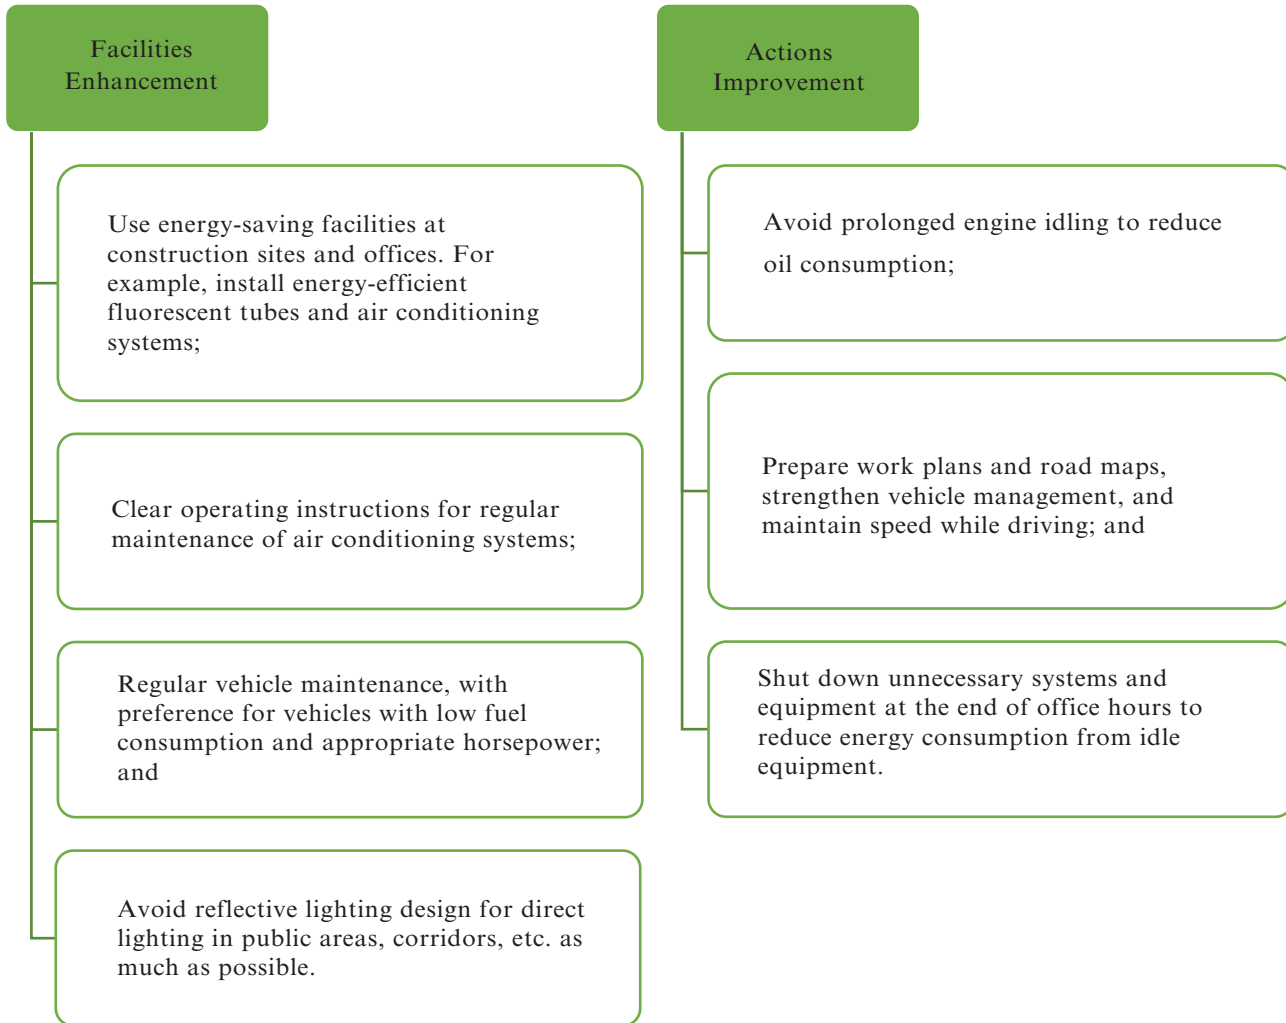 Facilities
Enhancement
Use energy-saving facilities at
construction sites and offices. For
example, install energy-efficient
fluorescent tubes and air conditioning
systems;
Clear operating instructions for regular
maintenance of air conditioning systems;
Regular vehicle maintenance, with
preference for vehicles with low fuel
consumption and appropriate horsepower;
and
Avoid reflective lighting design for direct
lighting in public areas, corridors, etc. as
much as possible.
Actions
Improvement
Avoid prolonged engine idling to reduce
oil consumption;
Prepare work plans and road maps,
strengthen vehicle management, and
maintain speed while driving; and
Shut down unnecessary systems and
equipment at the end of office hours to
reduce energy consumption from idle
equipment.